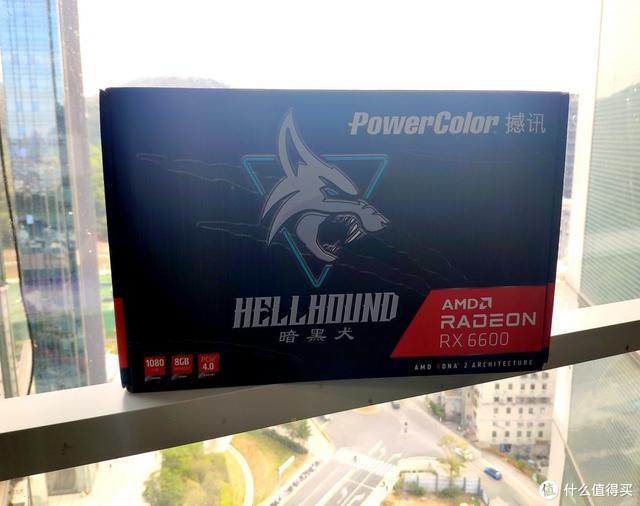 PowerColor 撼讯
HELLHOUND
暗黑犬
AMD
RADEON
RX 6600
1080
8GB
PCIe
4.0
AMD RDNA 2 ARCHITECTURE
值 什么值得买